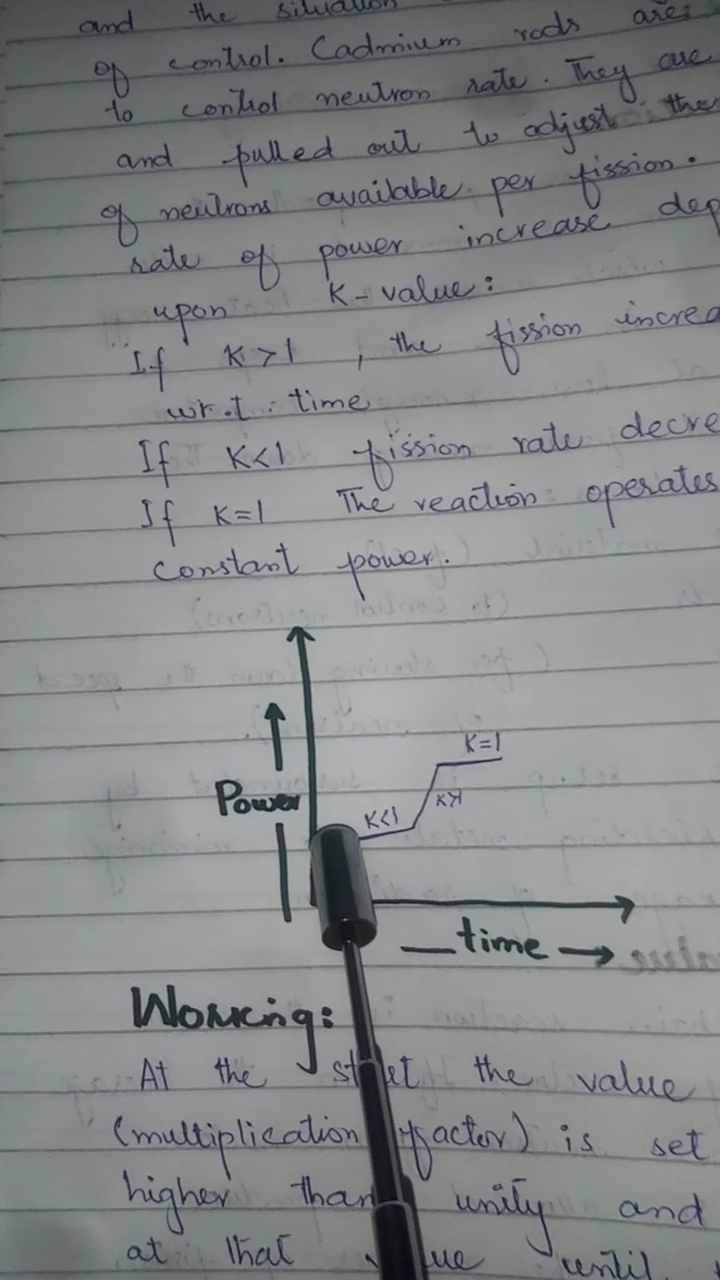 and the situation
of control. Cadmium rods are
to control neutron rate. They are
and pulled out to adjust the
of neutrons available per fission.
rate of power increase dep
upon K-value:
If K>1, the fission increa
w.r.t. time
If K<1 fission rate decre
If K=1 The reaction operates
constant power.
K=1
Power
K<1
time
Working:
At the the value
(multiplication factor) is set
higher than unity and
at that until